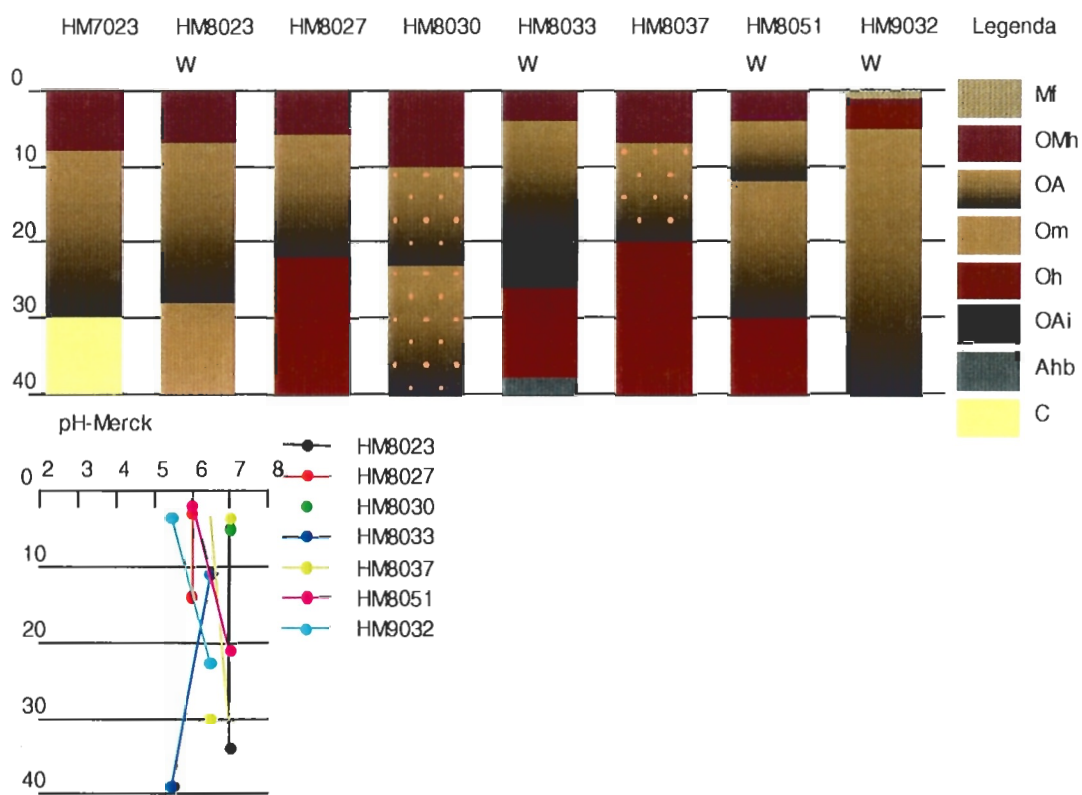 HM7023 HM8023 HM8027 HM8030 HM8033 HM8037 HM8051 HM9032 Legenda
W W W W
0
10
20
30
40
Mf
OMh
OA
Om
Oh
OAi
Ahb
C
pH-Merck
2 3 4 5 6 7 8
0
10
20
30
40
HM8023
HM8027
HM8030
HM8033
HM8037
HM8051
HM9032